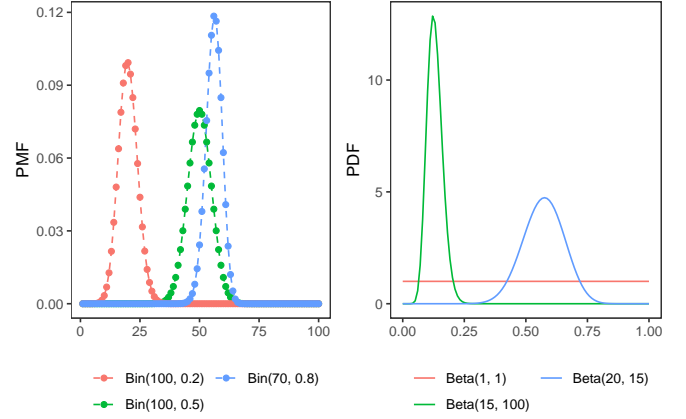 PMF
0.12
0.09
0.06
0.03
0.00
0 25 50 75 100
Bin(100, 0.2) Bin(70, 0.8)
Bin(100, 0.5)
PDF
10
5
0
0.00 0.25 0.50 0.75 1.00
Beta(1, 1) Beta(20, 15)
Beta(15, 100)